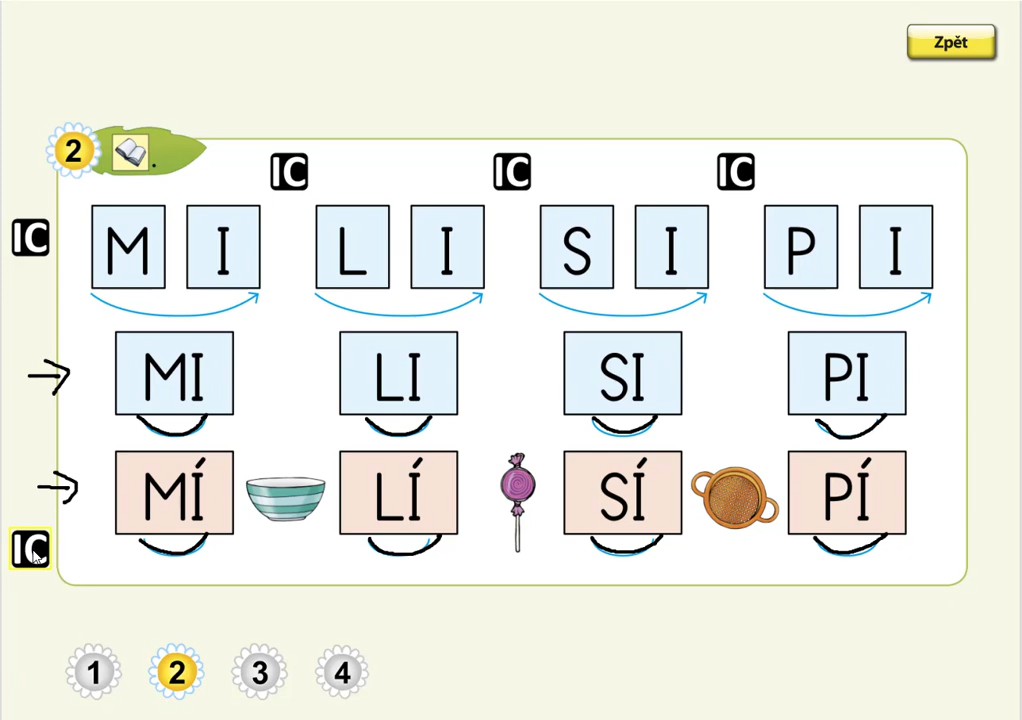 Zpět
2 .
IC IC IC
IC
M I L I S I P I
MI LI SI PI
MÍ LÍ SÍ PÍ
IC
1 2 3 4